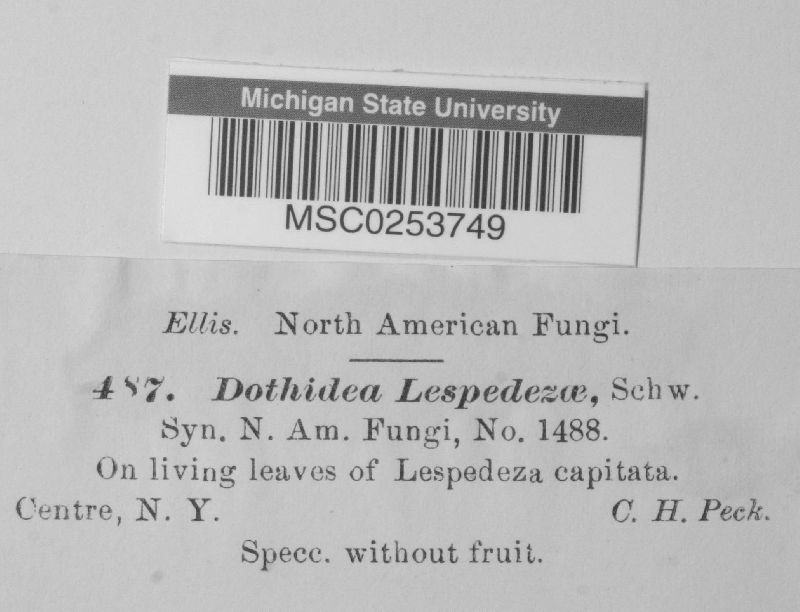 Michigan State University
MSC0253749
Ellis. North American Fungi.
487. Dothidea Lespedezæ, Schw.
Syn. N. Am. Fungi, No. 1488.
On living leaves of Lespedeza capitata.
Centre, N. Y. C. H. Peck.
Specc. without fruit.